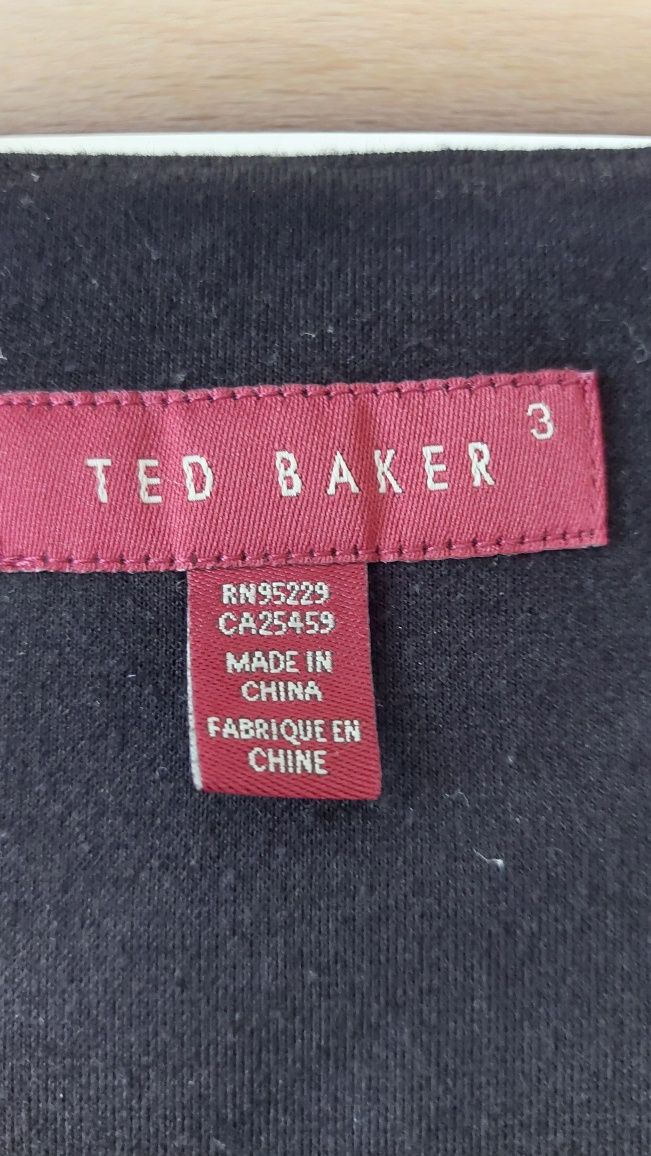 TED BAKER 3
RN95229
CA25459
MADE IN
CHINA
FABRIQUE EN
CHINE